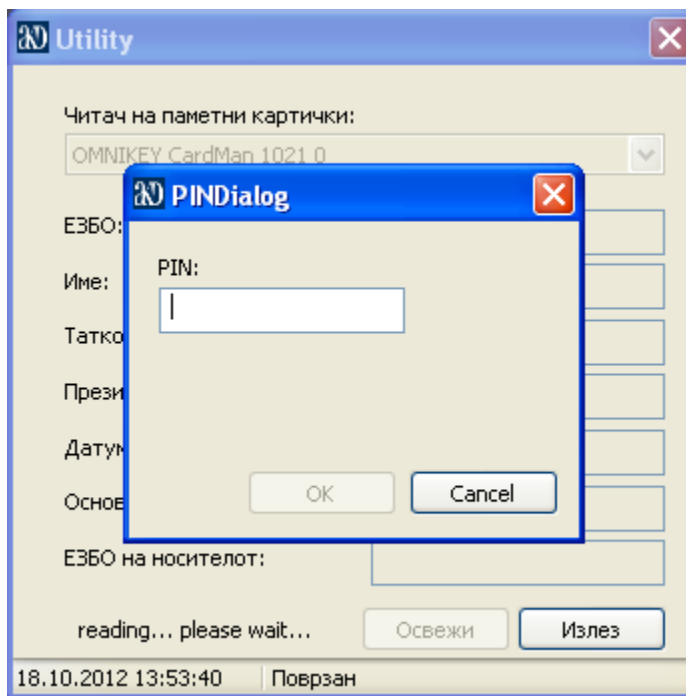 Utility
Читач на паметни картички:
OMNIKEY CardMan 1021 0
PINDialog
ЕЗБО:
PIN:
Име:
Татко
Прези
Датум
OK
Cancel
Основ
ЕЗБО на носителот:
reading... please wait...
Освежи
Излез
18.10.2012 13:53:40
Поврзан